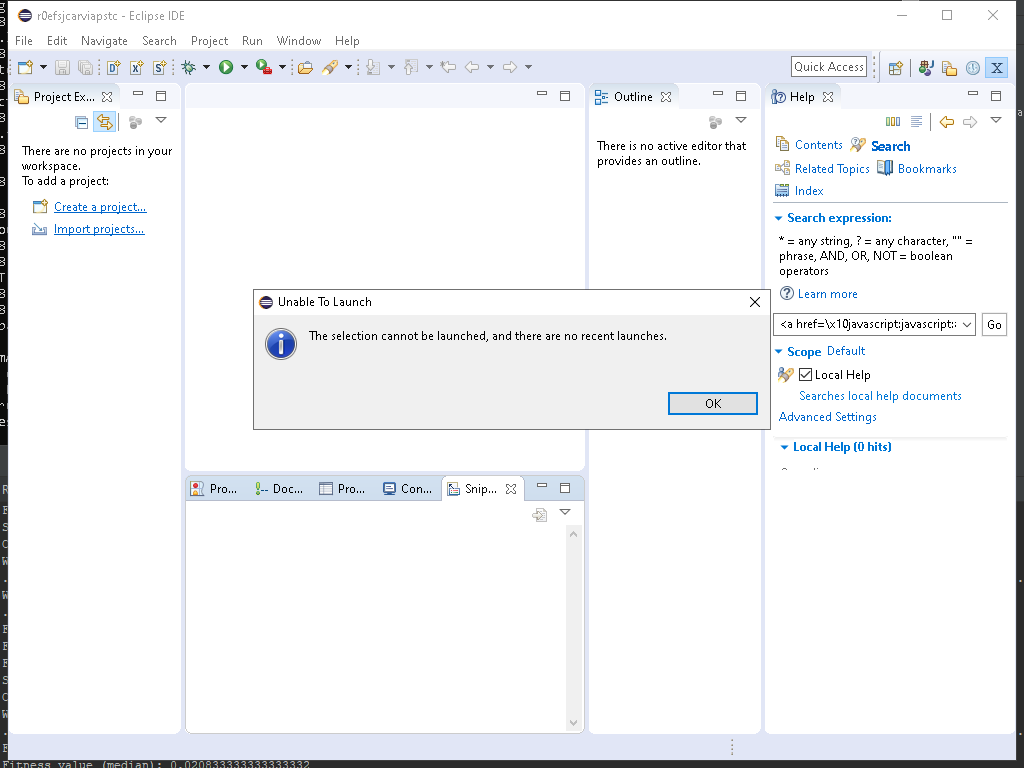 r0efsjcarviapstc - Eclipse IDE
File Edit Navigate Search Project Run Window Help
Quick Access
Project Ex...
Outline
Help
There are no projects in your
workspace.
To add a project:
Create a project...
Import projects...
There is no active editor that
provides an outline.
Contents Search
Related Topics Bookmarks
Index
Search expression:
* = any string, ? = any character, "" =
phrase, AND, OR, NOT = boolean
operators
Learn more
<a href=\x10javascript:javascript:
Go
Scope Default
Local Help
Searches local help documents
Advanced Settings
Local Help (0 hits)
Unable To Launch
The selection cannot be launched, and there are no recent launches.
OK
Pro... Doc... Pro... Con... Snip...
Fitness value (median): 0.020833333333333332